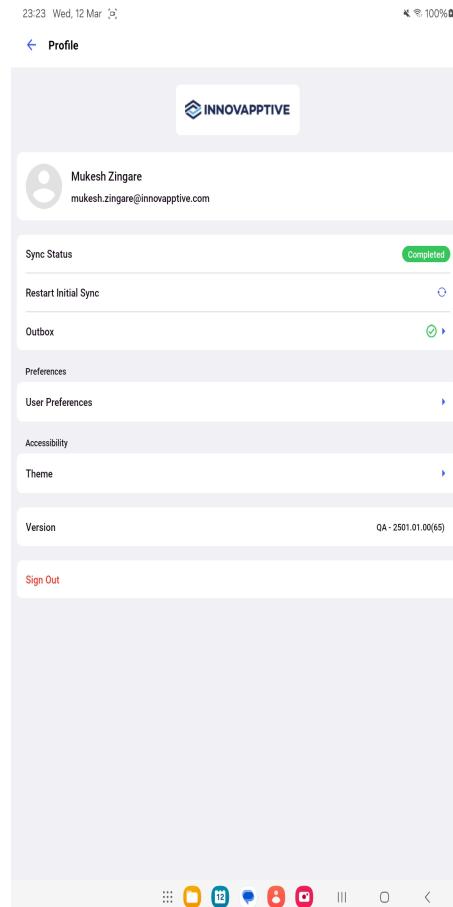 23:23 Wed, 12 Mar
100%
Profile
INNOVAPPTIVE
Mukesh Zingare
mukesh.zingare@innovapptive.com
Sync Status
Completed
Restart Initial Sync
Outbox
Preferences
User Preferences
Accessibility
Theme
Version
QA - 2501.01.00(65)
Sign Out
12